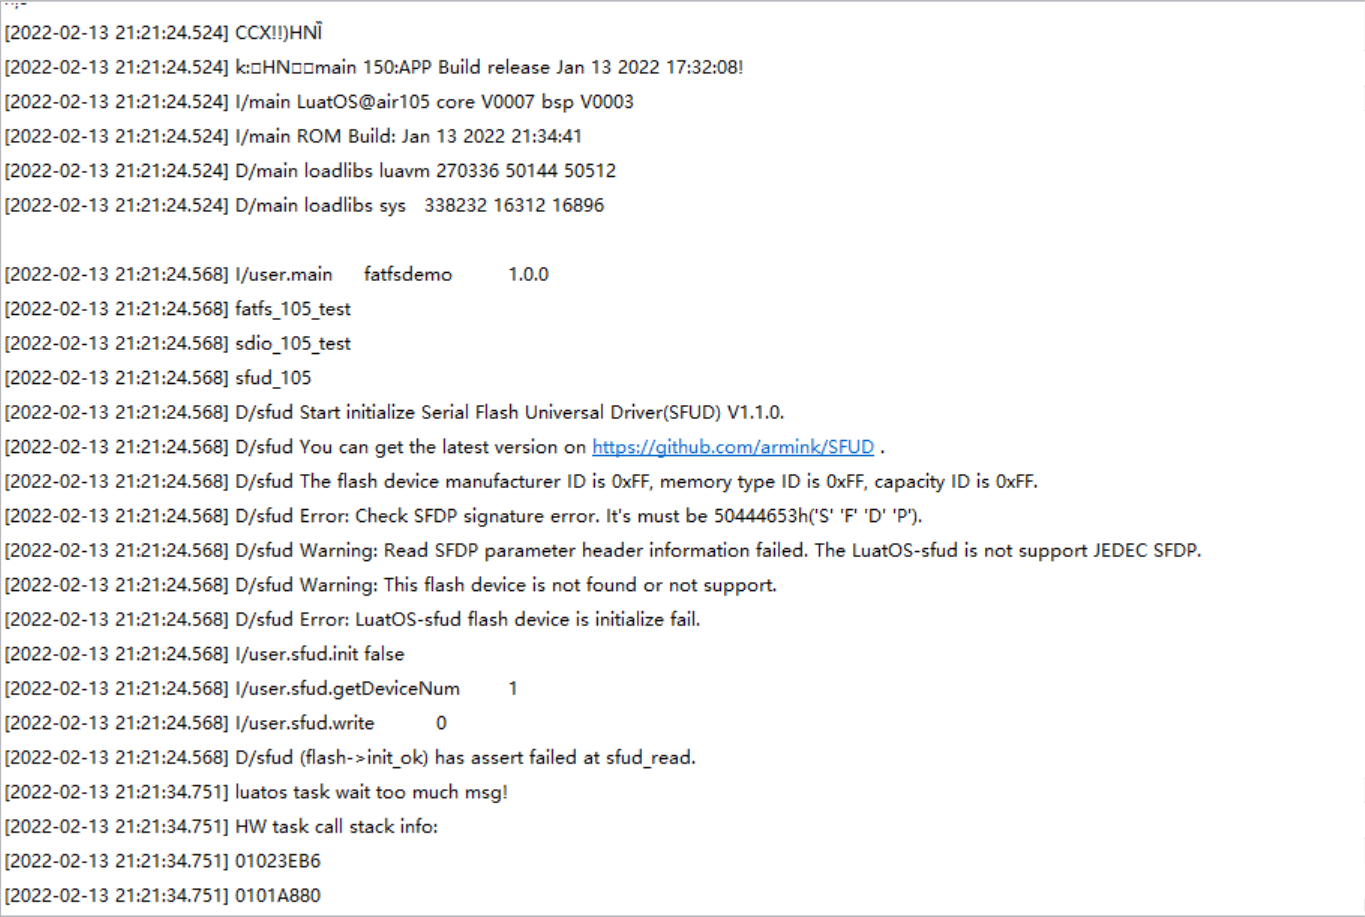 [2022-02-13 21:21:24.524] CCX!!)HNÏ
[2022-02-13 21:21:24.524] k:□HN□□main 150:APP Build release Jan 13 2022 17:32:08!
[2022-02-13 21:21:24.524] I/main LuatOS@air105 core V0007 bsp V0003
[2022-02-13 21:21:24.524] I/main ROM Build: Jan 13 2022 21:34:41
[2022-02-13 21:21:24.524] D/main loadlibs luavm 270336 50144 50512
[2022-02-13 21:21:24.524] D/main loadlibs sys 338232 16312 16896
[2022-02-13 21:21:24.568] I/user.main fatfsdemo 1.0.0
[2022-02-13 21:21:24.568] fatfs_105_test
[2022-02-13 21:21:24.568] sdio_105_test
[2022-02-13 21:21:24.568] sfud_105
[2022-02-13 21:21:24.568] D/sfud Start initialize Serial Flash Universal Driver(SFUD) V1.1.0.
[2022-02-13 21:21:24.568] D/sfud You can get the latest version on https://github.com/armink/SFUD .
[2022-02-13 21:21:24.568] D/sfud The flash device manufacturer ID is 0xFF, memory type ID is 0xFF, capacity ID is 0xFF.
[2022-02-13 21:21:24.568] D/sfud Error: Check SFDP signature error. It's must be 50444653h('S' 'F' 'D' 'P').
[2022-02-13 21:21:24.568] D/sfud Warning: Read SFDP parameter header information failed. The LuatOS-sfud is not support JEDEC SFDP.
[2022-02-13 21:21:24.568] D/sfud Warning: This flash device is not found or not support.
[2022-02-13 21:21:24.568] D/sfud Error: LuatOS-sfud flash device is initialize fail.
[2022-02-13 21:21:24.568] I/user.sfud.init false
[2022-02-13 21:21:24.568] I/user.sfud.getDeviceNum 1
[2022-02-13 21:21:24.568] I/user.sfud.write 0
[2022-02-13 21:21:24.568] D/sfud (flash->init_ok) has assert failed at sfud_read.
[2022-02-13 21:21:34.751] luatos task wait too much msg!
[2022-02-13 21:21:34.751] HW task call stack info:
[2022-02-13 21:21:34.751] 01023EB6
[2022-02-13 21:21:34.751] 0101A880